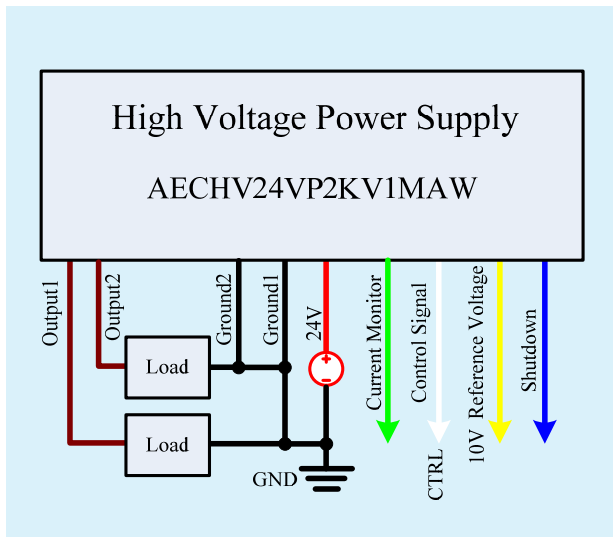 High Voltage Power Supply
AECHV24VP2KV1MAW
Output1
Output2
Ground2
Ground1
24V
Current Monitor
Control Signal
CTRL
10V Reference Voltage
Shutdown
Load
Load
GND